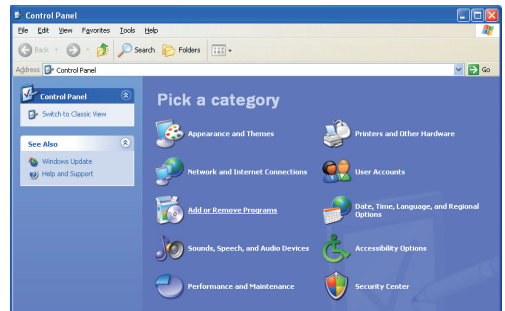 Control Panel
File Edit View Favorites Tools Help
Back Search Folders
Address Control Panel Go
Control Panel
Switch to Classic View
See Also
Windows Update
Help and Support
Pick a category
Appearance and Themes
Printers and Other Hardware
Network and Internet Connections
User Accounts
Add or Remove Programs
Date, Time, Language, and Regional
Options
Sounds, Speech, and Audio Devices
Accessibility Options
Performance and Maintenance
Security Center